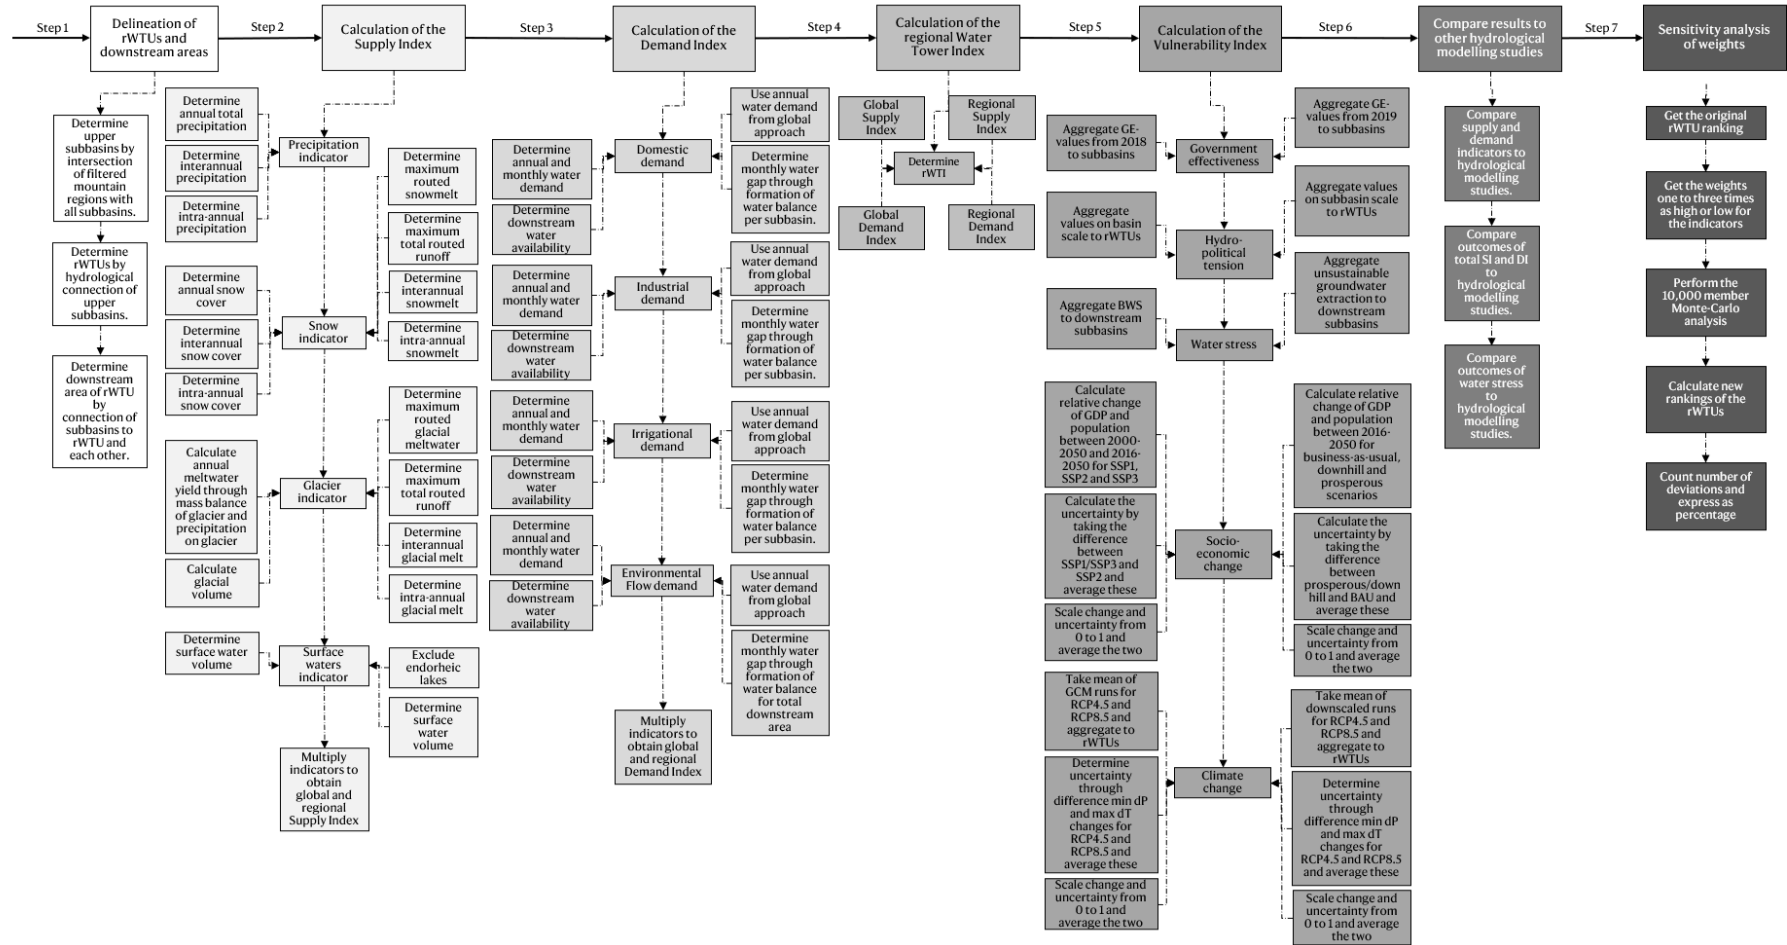 Step 1
Delineation of
rWTUs and
downstream areas
Step 2
Calculation of the
Supply Index
Step 3
Calculation of the
Demand Index
Step 4
Calculation of the
regional Water
Tower Index
Step 5
Calculation of the
Vulnerability Index
Step 6
Compare results to
other hydrological
modelling studies
Step 7
Sensitivity analysis
of weights
Determine
upper
subbasins by
intersection
of filtered
mountain
regions with
all subbasins.
Determine
rWTUs by
hydrological
connection of
upper
subbasins.
Determine
downstream
area of rWTU
by
connection of
subbasins to
rWTU and
each other.
Determine
annual total
precipitation
Determine
interannual
precipitation
Determine
intra-annual
precipitation
Precipitation
indicator
Determine
annual snow
cover
Determine
interannual
snow cover
Determine
intra-annual
snow cover
Snow
indicator
Determine
maximum
routed
snowmelt
Determine
maximum
total routed
runoff
Determine
interannual
snowmelt
Determine
intra-annual
snowmelt
Calculate
annual
meltwater
yield through
mass balance
of glacier and
precipitation
on glacier
Calculate
glacial
volume
Glacier
indicator
Determine
maximum
routed
glacial
meltwater
Determine
maximum
total routed
runoff
Determine
interannual
glacial melt
Determine
intra-annual
glacial melt
Determine
surface water
volume
Surface
waters
indicator
Exclude
endorheic
lakes
Determine
surface
water
volume
Multiply
indicators to
obtain
global and
regional
Supply Index
Determine
annual and
monthly water
demand
Determine
downstream
water
availability
Domestic
demand
Use annual
water demand
from global
approach
Determine
monthly water
gap through
formation of
water balance
per subbasin.
Determine
annual and
monthly water
demand
Determine
downstream
water
availability
Industrial
demand
Use annual
water demand
from global
approach
Determine
monthly water
gap through
formation of
water balance
per subbasin.
Determine
annual and
monthly water
demand
Determine
downstream
water
availability
Irrigational
demand
Use annual
water demand
from global
approach
Determine
monthly water
gap through
formation of
water balance
per subbasin.
Determine
annual and
monthly water
demand
Determine
downstream
water
availability
Environmental
Flow demand
Use annual
water demand
from global
approach
Determine
monthly water
gap through
formation of
water balance
for total
downstream
area
Multiply
indicators to
obtain global
and regional
Demand Index
Global
Supply
Index
Regional
Supply
Index
Determine
rWTI
Global
Demand
Index
Regional
Demand
Index
Aggregate GE-
values from 2018
to subbasins
Government
effectiveness
Aggregate GE-
values from 2019
to subbasins
Aggregate
values on basin
scale to rWTUs
Hydro-
political
tension
Aggregate values
on subbasin scale
to rWTUs
Aggregate BWS
to downstream
subbasins
Water stress
Aggregate
unsustainable
groundwater
extraction to
downstream
subbasins
Calculate
relative change
of GDP and
population
between 2000-
2050 and 2016-
2050 for SSP1,
SSP2 and SSP3
Calculate the
uncertainty by
taking the
difference
between
SSP1/SSP3 and
SSP2 and
average these
Scale change and
uncertainty from
0 to 1 and
average the two
Socio-
economic
change
Calculate relative
change of GDP
and population
between 2016-
2050 for
business-as-usual,
downhill and
prosperous
scenarios
Calculate the
uncertainty by
taking the
difference
between
prosperous/down
hill and BAU and
average these
Scale change and
uncertainty from
0 to 1 and average
the two
Take mean of
GCM runs for
RCP4.5 and
RCP8.5 and
aggregate to
rWTUs
Determine
uncertainty
through
difference min dP
and max dT
changes for
RCP4.5 and
RCP8.5 and
average these
Scale change and
uncertainty from
0 to 1 and
average the two
Climate
change
Take mean of
downscaled runs
for RCP4.5 and
RCP8.5 and
aggregate to
rWTUs
Determine
uncertainty
through
difference min dP
and max dT
changes for
RCP4.5 and RCP8.5
and average these
Scale change and
uncertainty from
0 to 1 and average
the two
Compare
supply and
demand
indicators to
hydrological
modelling
studies.
Compare
outcomes of
total SI and DI
to
hydrological
modelling
studies.
Compare
outcomes of
water stress
to
hydrological
modelling
studies.
Get the original
rWTU ranking
Get the weights
one to three times
as high or low for
the indicators
Perform the
10,000 member
Monte-Carlo
analysis
Calculate new
rankings of the
rWTUs
Count number of
deviations and
express as
percentage